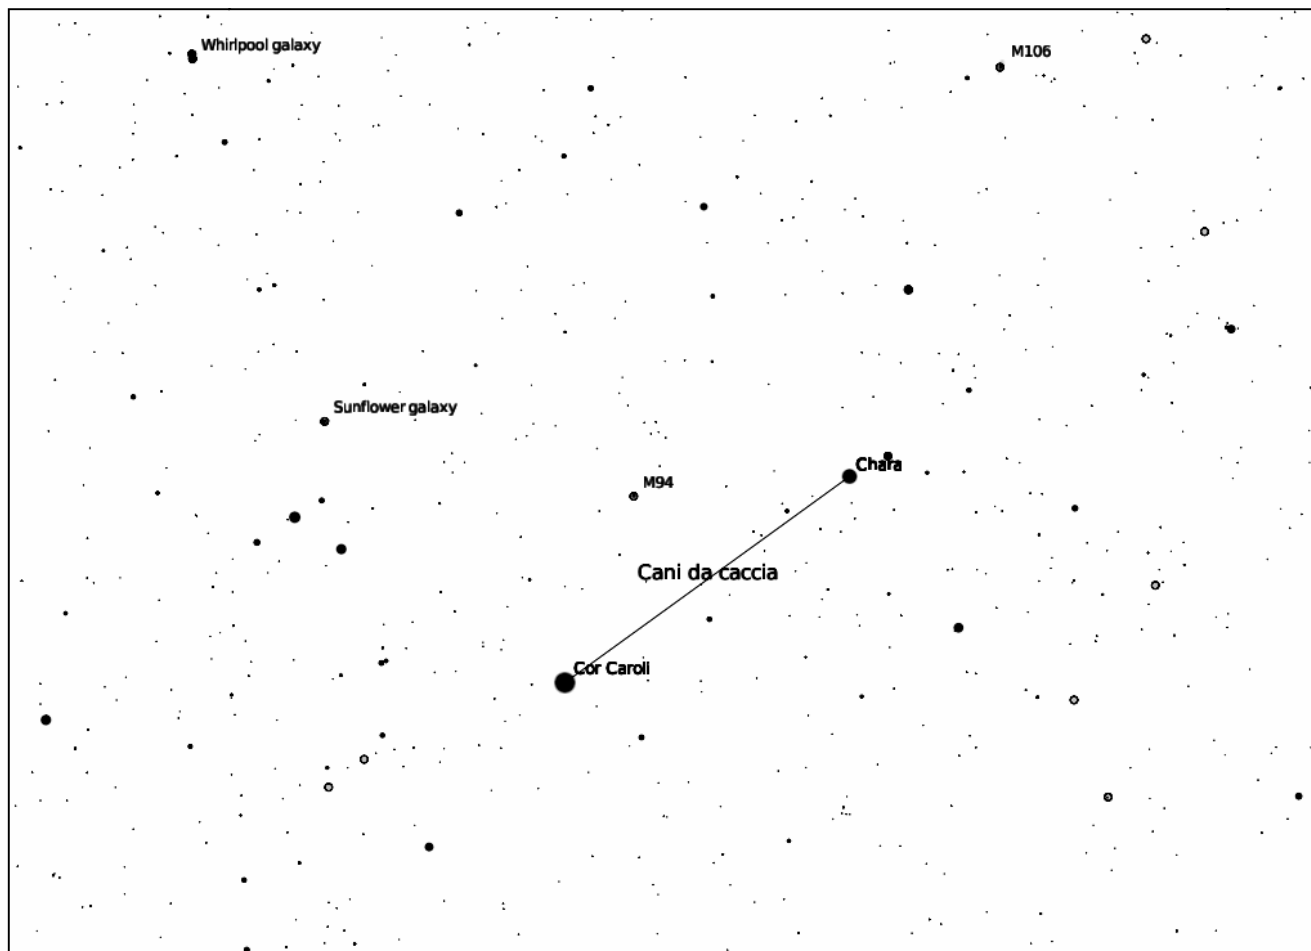 Whirlpool galaxy
M106
Sunflower galaxy
Chara
M94
Cani da caccia
Cor Caroli